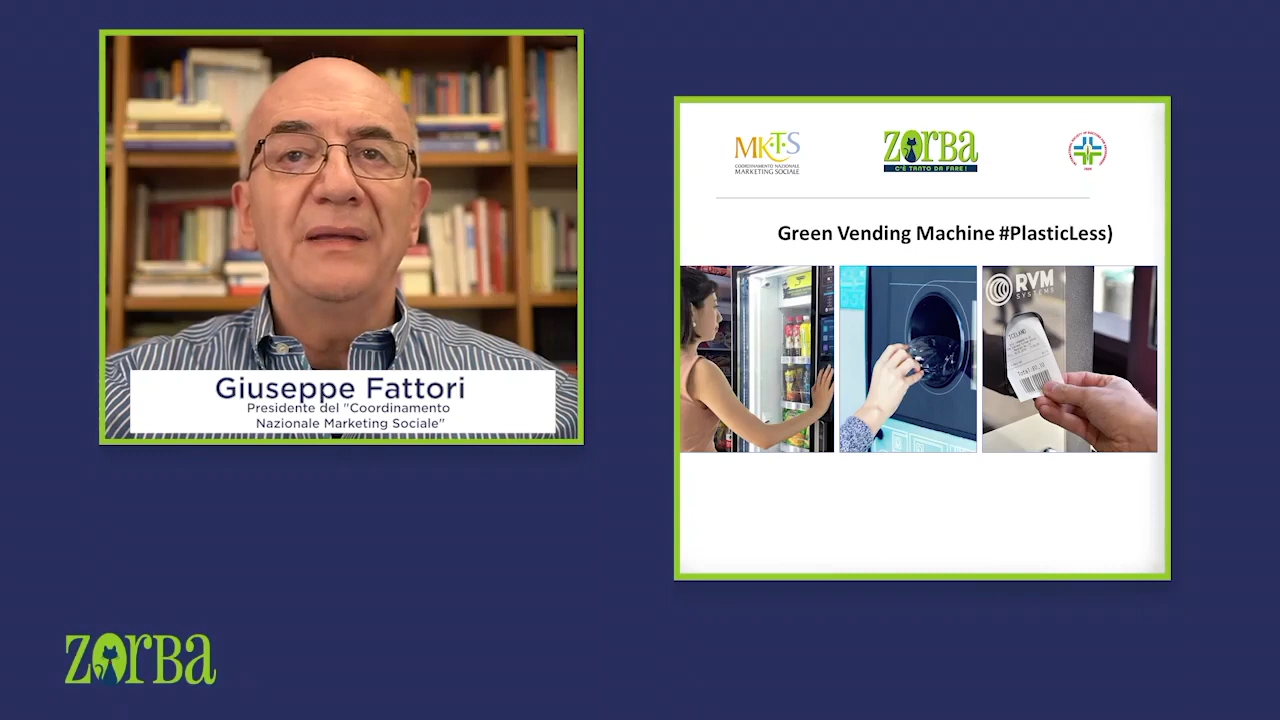 Giuseppe Fattori
Presidente del "Coordinamento
Nazionale Marketing Sociale"
MKTS
COORDINAMENTO NAZIONALE
MARKETING SOCIALE
ZORBA
C'È TANTO DA FARE!
Green Vending Machine #PlasticLess)
RVM
SYSTEMS
ICELAND
ZORBA